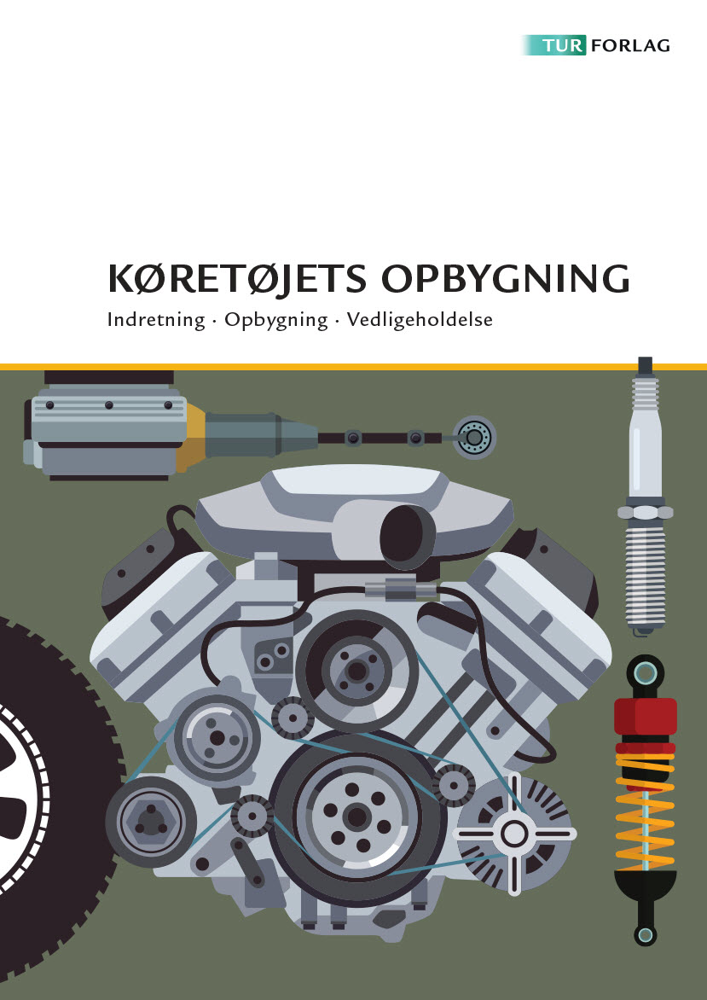 TUR FORLAG
KØRETØJETS OPBYGNING
Indretning · Opbygning · Vedligeholdelse